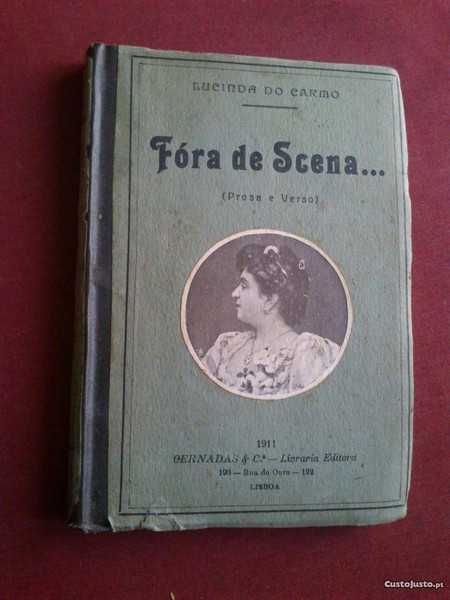 LUCINDA DO CARMO
Fóra de Scena...
(Prosa e Verso)
1911
CERNADAS & C.ª — Livraria Editora
190 — Rua do Ouro — 192
LISBOA
CustoJusto.pt